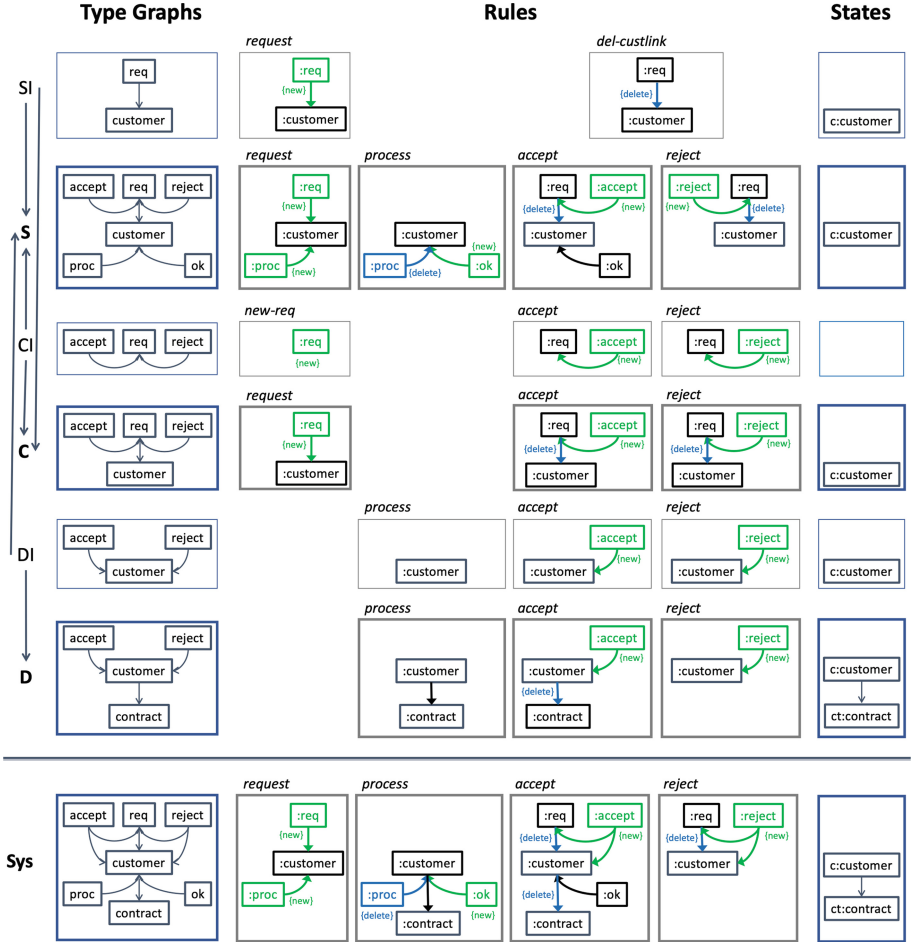 Type Graphs Rules States
request del-custlink
SI
req :req :req
{new} {delete}
customer :customer :customer c:customer
request process accept reject
accept req reject :req :req :accept :reject :req
{new} {delete} {new} {new} {delete}
S
customer :customer :customer :customer :customer c:customer
{new}
proc ok :proc :proc :ok :ok
{new} {delete}
new-req accept reject
CI
accept req reject :req :req :accept :req :reject
{new} {new} {new}
request accept reject
accept req reject :req :req :accept :req :reject
{new} {delete} {new} {delete} {new}
C
customer :customer :customer :customer c:customer
process accept reject
accept reject :accept :reject
DI
{new} {new}
customer :customer :customer :customer c:customer
process accept reject
accept reject :accept :reject
{new} {new}
D
customer :customer :customer :customer c:customer
{delete}
contract :contract :contract ct:contract
request process accept reject
accept req reject :req :req :accept :req :reject
{new} {delete} {new} {delete} {new}
Sys
customer :customer :customer :customer :customer c:customer
proc ok :proc :proc :ok :ok
{new} {delete} {new} {delete}
contract :contract :contract ct:contract